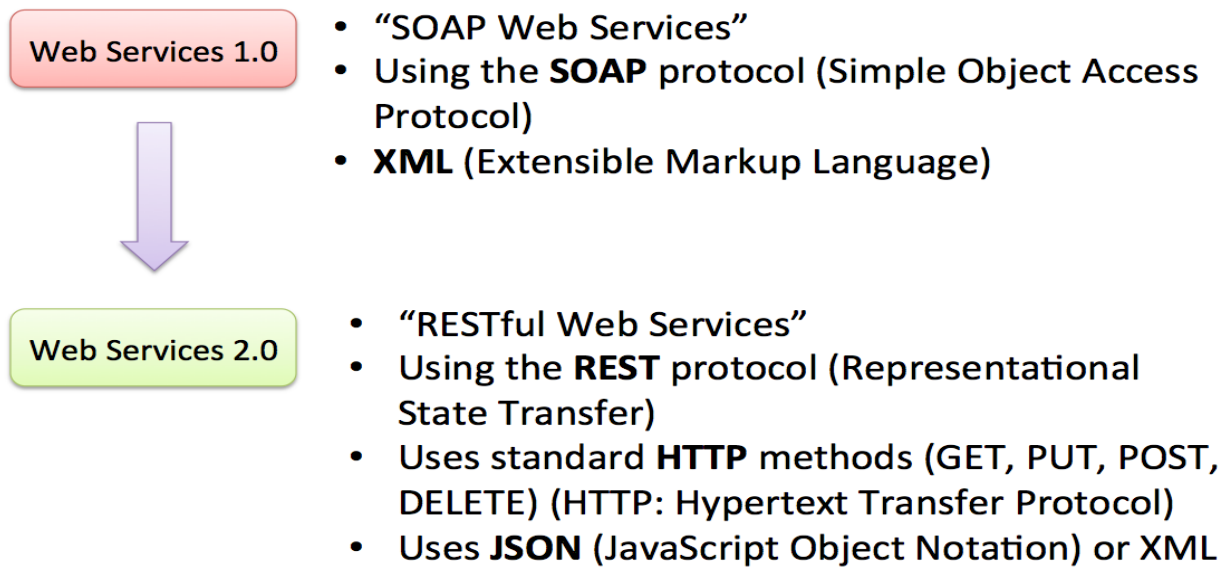 Web Services 1.0
• “SOAP Web Services”
• Using the SOAP protocol (Simple Object Access
Protocol)
• XML (Extensible Markup Language)
Web Services 2.0
• “RESTful Web Services”
• Using the REST protocol (Representational
State Transfer)
• Uses standard HTTP methods (GET, PUT, POST,
DELETE) (HTTP: Hypertext Transfer Protocol)
• Uses JSON (JavaScript Object Notation) or XML